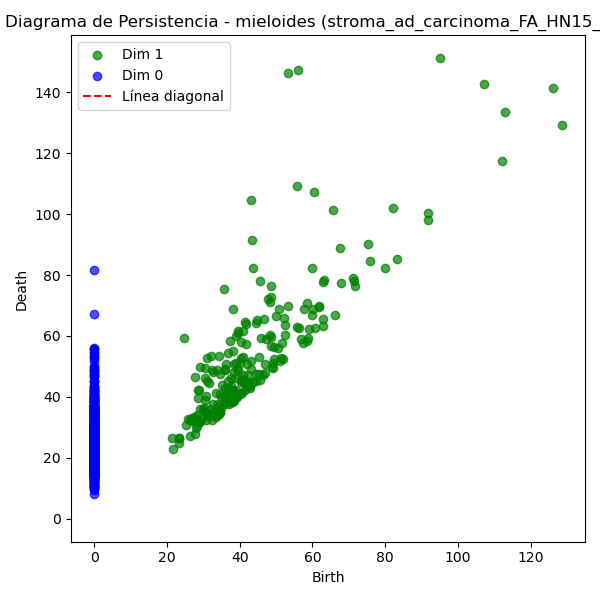 Diagrama de Persistencia - mieloides (stroma_ad_carcinoma_FA_HN15_
Dim 1
Dim 0
Línea diagonal
140
120
100
80
60
40
20
0
Death
0 20 40 60 80 100 120
Birth